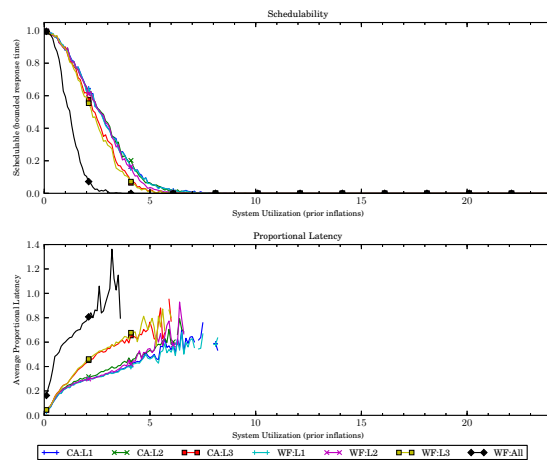 Schedulability
Schedulable (bounded response time)
1.0
0.8
0.6
0.4
0.2
0.0
0 5 10 15 20
System Utilization (prior inflations)
Proportional Latency
Average Proportional Latency
1.4
1.2
1.0
0.8
0.6
0.4
0.2
0.0
0 5 10 15 20
System Utilization (prior inflations)
CA:L1 CA:L2 CA:L3 WF:L1 WF:L2 WF:L3 WF:All